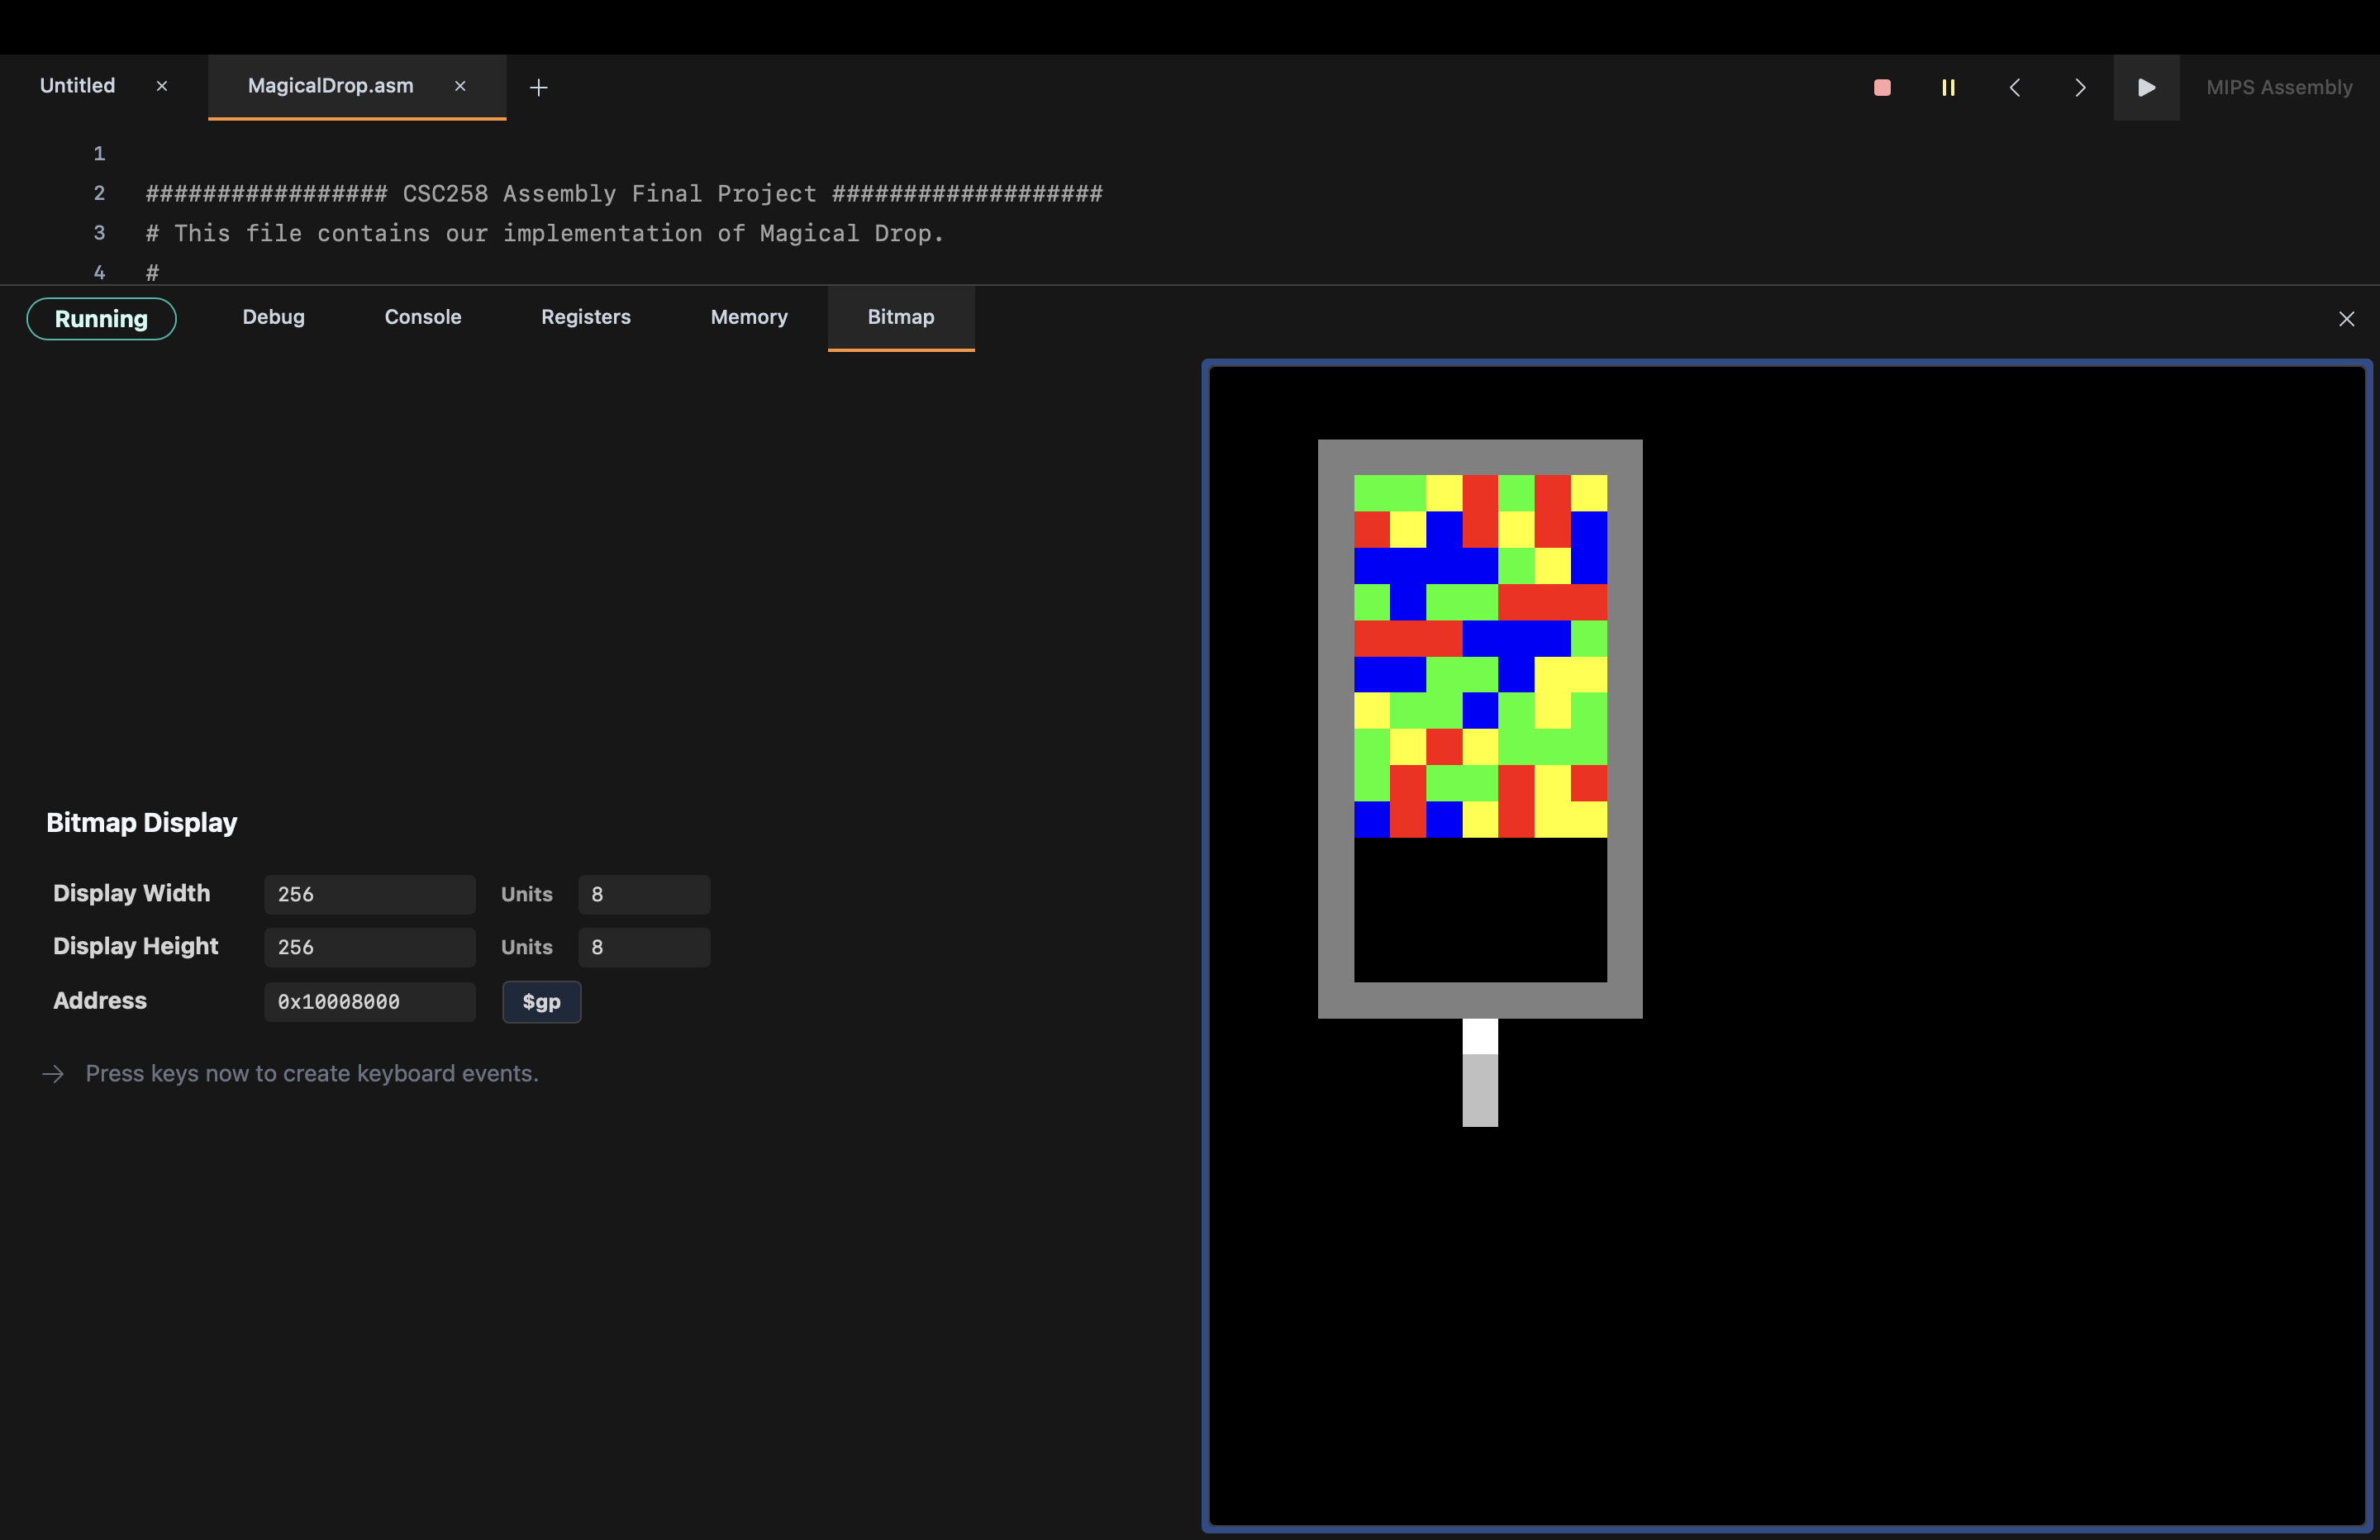 Untitled × MagicalDrop.asm × + MIPS Assembly
1
2 ################# CSC258 Assembly Final Project ###################
3 # This file contains our implementation of Magical Drop.
4 #
Running Debug Console Registers Memory Bitmap ×
Bitmap Display
Display Width 256 Units 8
Display Height 256 Units 8
Address 0x10008000 $gp
→ Press keys now to create keyboard events.